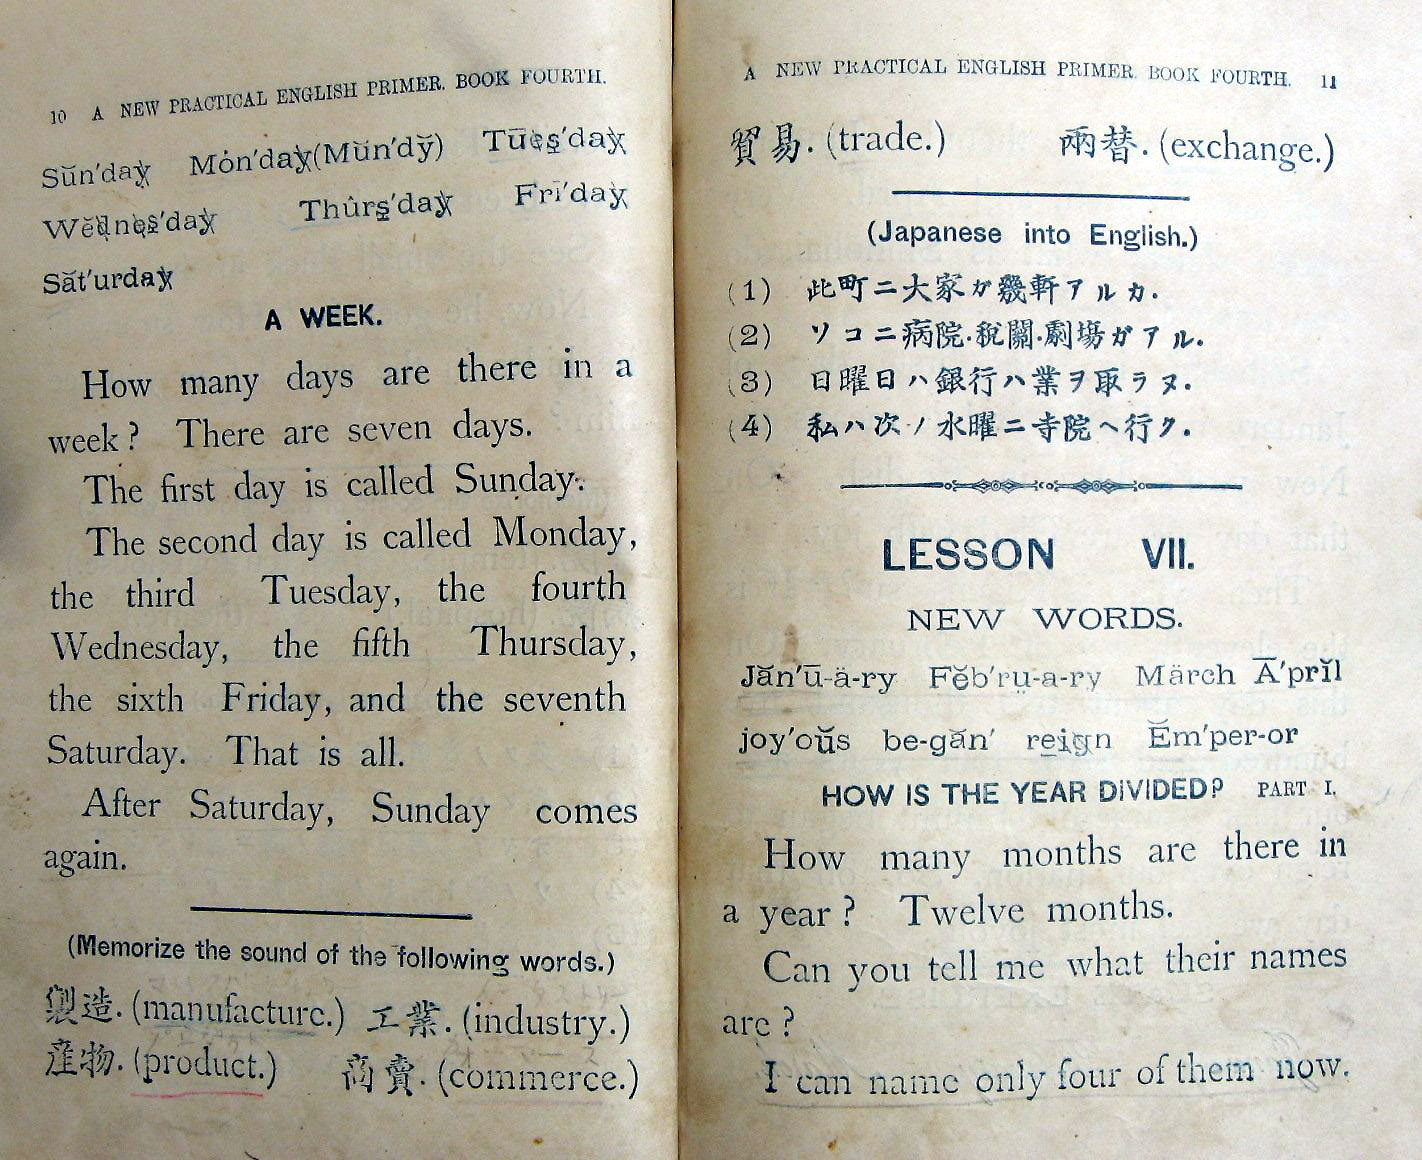 10 A NEW PRACTICAL ENGLISH PRIMER. BOOK FOURTH.
Sŭn′day Mȯn′day(Mŭn′dy̆) Tūes̱′day
Wĕdnes̱′day Thûrs̱′day Frī′day
Săt′urday
A WEEK.
How many days are there in a
week? There are seven days.
The first day is called Sunday.
The second day is called Monday,
the third Tuesday, the fourth
Wednesday, the fifth Thursday,
the sixth Friday, and the seventh
Saturday. That is all.
After Saturday, Sunday comes
again.
(Memorize the sound of the following words.)
製造. (manufacture.) 工業. (industry.)
産物. (product.) 商賣. (commerce.)
A NEW PRACTICAL ENGLISH PRIMER. BOOK FOURTH. 11
貿易. (trade.) 兩替. (exchange.)
(Japanese into English.)
(1) 此町ニ大家ガ幾軒アルカ.
(2) ソコニ病院·稅關·劇塲ガアル.
(3) 日曜日ハ銀行ハ業ヲ取ラヌ.
(4) 私ハ次ノ水曜ニ寺院ヘ行ク.
LESSON VII.
NEW WORDS.
Jăn′ū-ä-ry Fĕb′rṳ-a-ry Märch Ā′prĭl
joy′oŭs be-găn′ reign Ĕm′per-or
HOW IS THE YEAR DIVIDED? PART I.
How many months are there in
a year? Twelve months.
Can you tell me what their names
are?
I can name only four of them now.